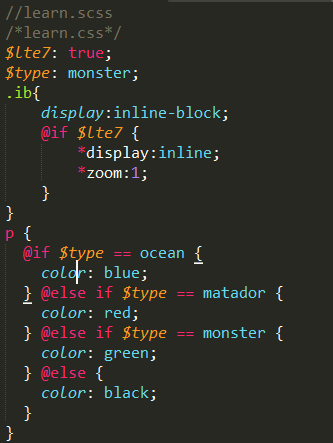 //learn.scss
/*learn.css*/
$lte7: true;
$type: monster;
.ib{
    display:inline-block;
    @if $lte7 {
        *display:inline;
        *zoom:1;
    }
}
p {
  @if $type == ocean {
    color: blue;
  } @else if $type == matador {
    color: red;
  } @else if $type == monster {
    color: green;
  } @else {
    color: black;
  }
}